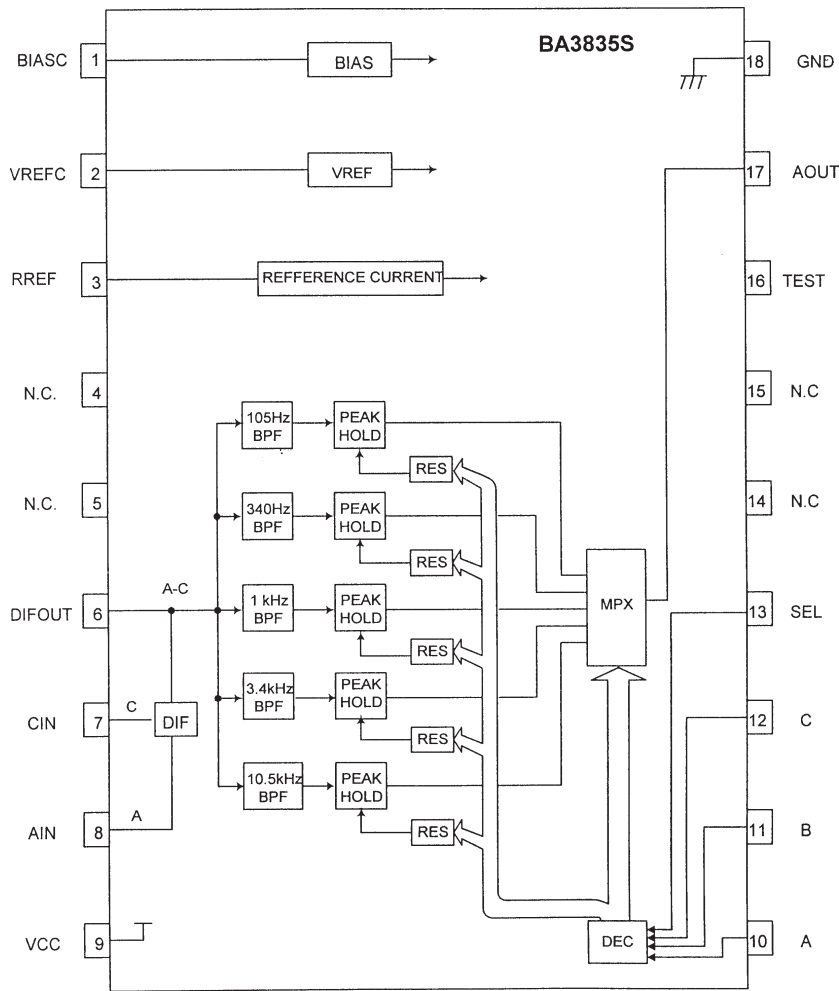 BA3835S
BIASC 1 BIAS 18 GND
VREFC 2 VREF 17 AOUT
RREF 3 REFFERENCE CURRENT 16 TEST
N.C. 4 15 N.C
105Hz BPF
PEAK HOLD
RES
N.C. 5 14 N.C
340Hz BPF
PEAK HOLD
RES
A-C
DIFOUT 6 13 SEL
1 kHz BPF
PEAK HOLD
MPX
RES
3.4kHz BPF
PEAK HOLD
CIN 7 C DIF 12 C
RES
10.5kHz BPF
PEAK HOLD
AIN 8 A 11 B
RES
VCC 9 DEC 10 A